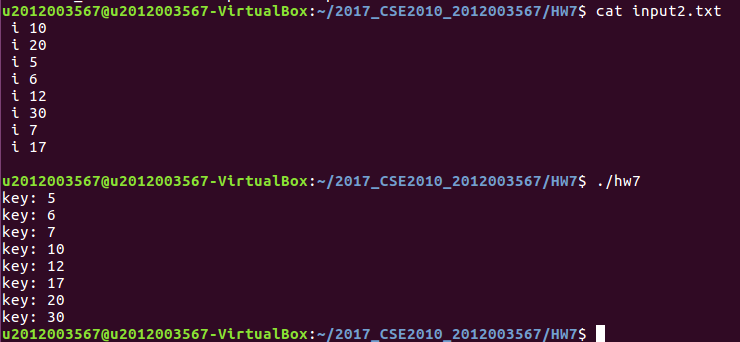 u2012003567@u2012003567-VirtualBox:~/2017_CSE2010_2012003567/HW7$ cat input2.txt
i 10
i 20
i 5
i 6
i 12
i 30
i 7
i 17
u2012003567@u2012003567-VirtualBox:~/2017_CSE2010_2012003567/HW7$ ./hw7
key: 5
key: 6
key: 7
key: 10
key: 12
key: 17
key: 20
key: 30
u2012003567@u2012003567-VirtualBox:~/2017_CSE2010_2012003567/HW7$